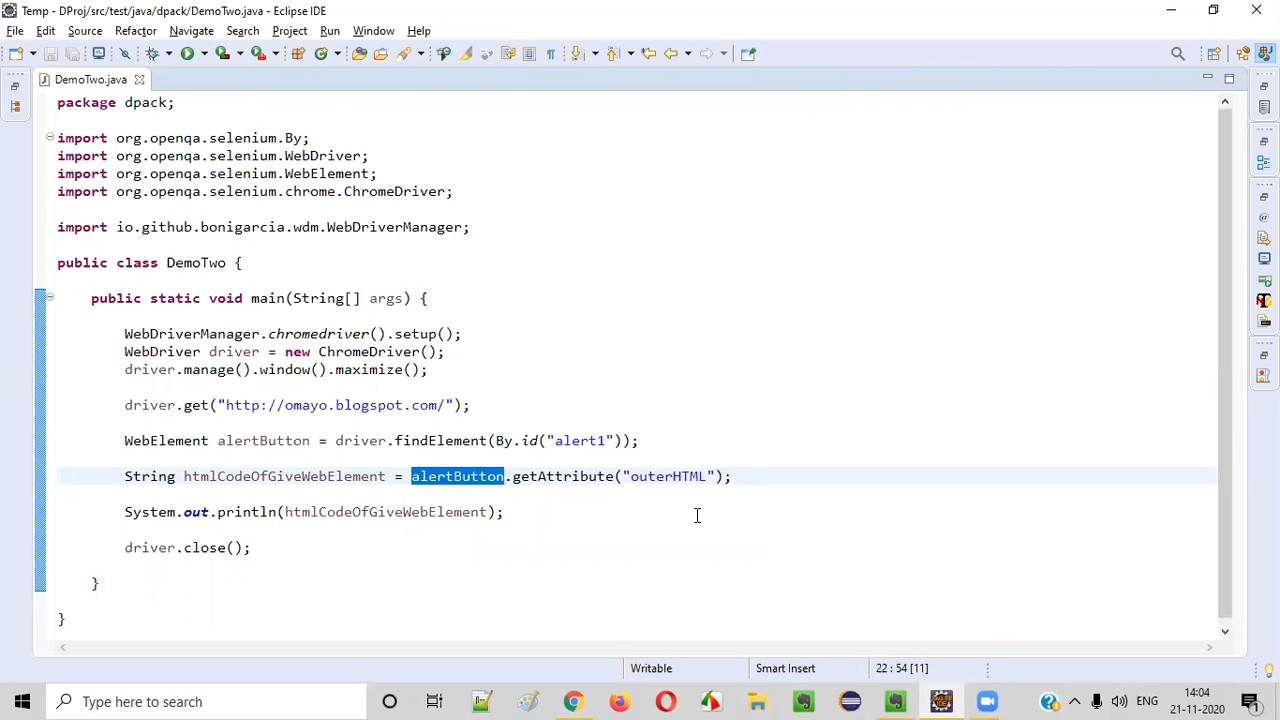 Temp - DProj/src/test/java/dpack/DemoTwo.java - Eclipse IDE
File Edit Source Refactor Navigate Search Project Run Window Help
DemoTwo.java
package dpack;
import org.openqa.selenium.By;
import org.openqa.selenium.WebDriver;
import org.openqa.selenium.WebElement;
import org.openqa.selenium.chrome.ChromeDriver;
import io.github.bonigarcia.wdm.WebDriverManager;
public class DemoTwo {
public static void main(String[] args) {
WebDriverManager.chromedriver().setup();
WebDriver driver = new ChromeDriver();
driver.manage().window().maximize();
driver.get("http://omayo.blogspot.com/");
WebElement alertButton = driver.findElement(By.id("alert1"));
String htmlCodeOfGiveWebElement = alertButton.getAttribute("outerHTML");
System.out.println(htmlCodeOfGiveWebElement);
driver.close();
}
}
Writable Smart Insert 22 : 54 [11]
Type here to search
ENG
14:04
21-11-2020